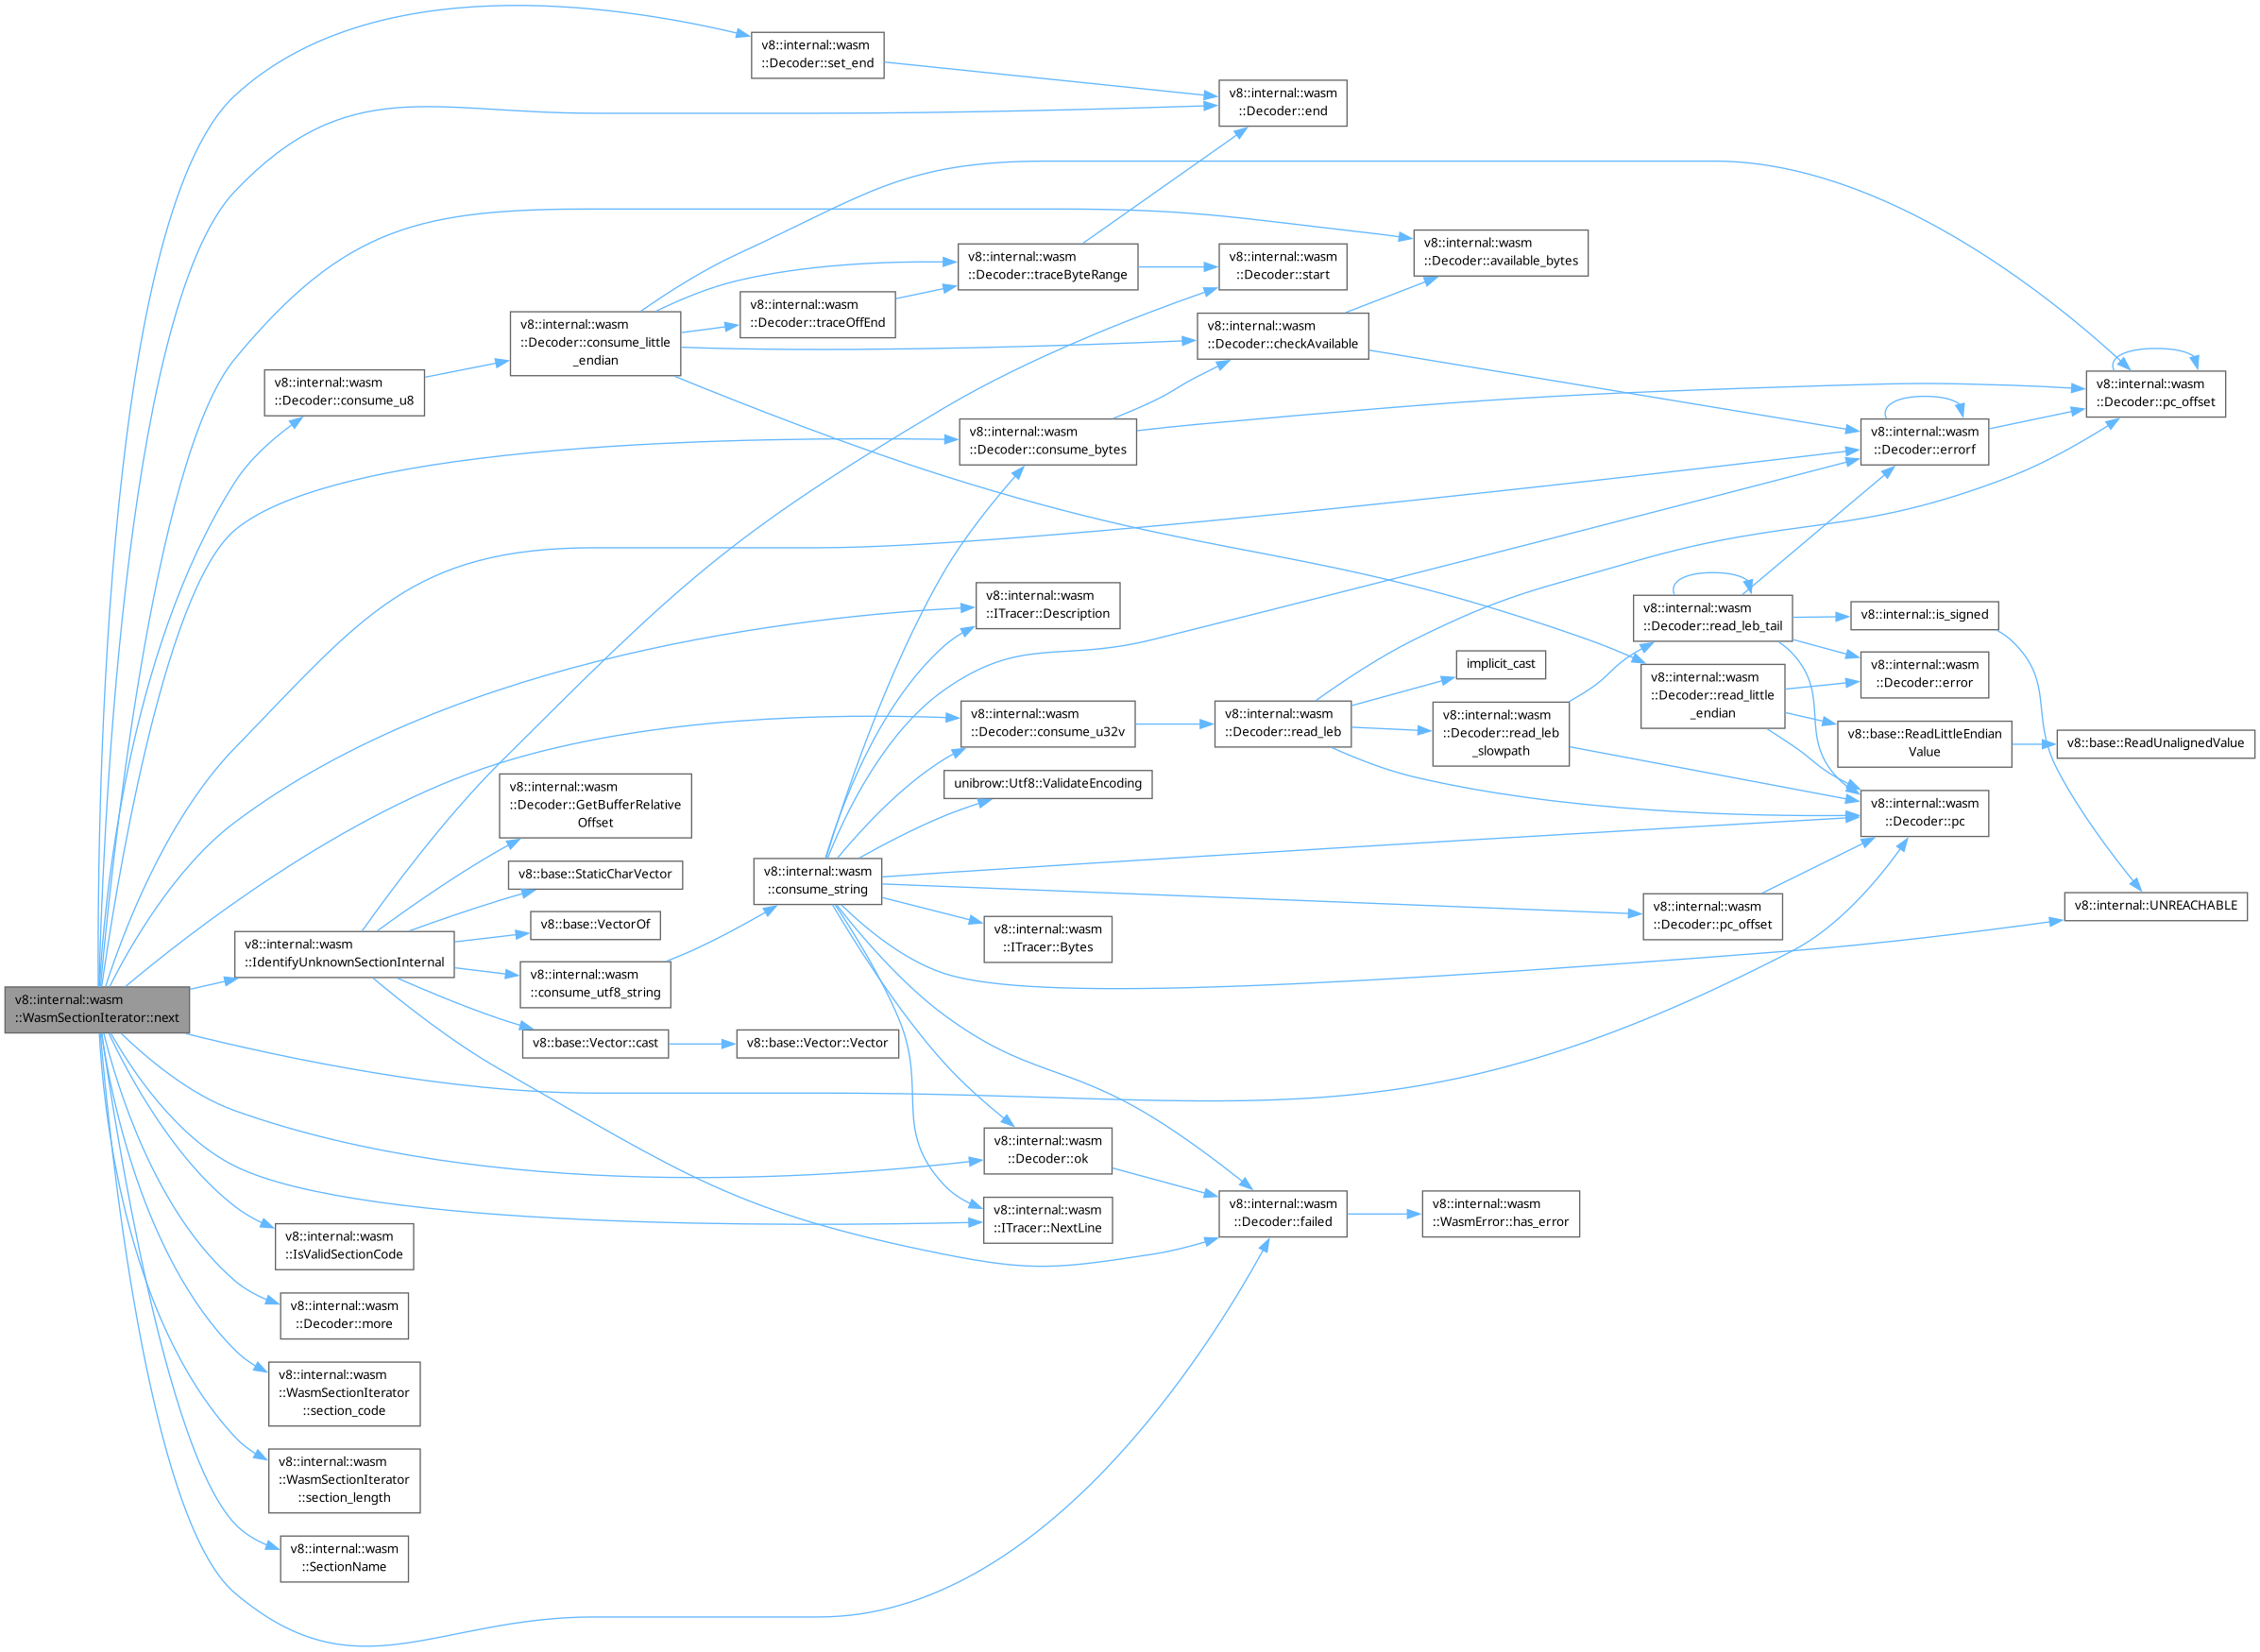 v8::internal::wasm
::Decoder::set_end
v8::internal::wasm
::Decoder::end
v8::internal::wasm
::Decoder::available_bytes
v8::internal::wasm
::Decoder::traceByteRange
v8::internal::wasm
::Decoder::start
v8::internal::wasm
::Decoder::traceOffEnd
v8::internal::wasm
::Decoder::consume_little
_endian
v8::internal::wasm
::Decoder::checkAvailable
v8::internal::wasm
::Decoder::consume_u8
v8::internal::wasm
::Decoder::pc_offset
v8::internal::wasm
::Decoder::consume_bytes
v8::internal::wasm
::Decoder::errorf
v8::internal::wasm
::ITracer::Description
v8::internal::wasm
::Decoder::read_leb_tail
v8::internal::is_signed
implicit_cast
v8::internal::wasm
::Decoder::error
v8::internal::wasm
::Decoder::read_little
_endian
v8::internal::wasm
::Decoder::consume_u32v
v8::internal::wasm
::Decoder::read_leb
v8::internal::wasm
::Decoder::read_leb
_slowpath
v8::base::ReadLittleEndian
Value
v8::base::ReadUnalignedValue
v8::internal::wasm
::Decoder::GetBufferRelative
Offset
unibrow::Utf8::ValidateEncoding
v8::internal::wasm
::Decoder::pc
v8::base::StaticCharVector
v8::internal::wasm
::consume_string
v8::base::VectorOf
v8::internal::wasm
::Decoder::pc_offset
v8::internal::UNREACHABLE
v8::internal::wasm
::IdentifyUnknownSectionInternal
v8::internal::wasm
::ITracer::Bytes
v8::internal::wasm
::consume_utf8_string
v8::internal::wasm
::WasmSectionIterator::next
v8::base::Vector::cast
v8::base::Vector::Vector
v8::internal::wasm
::Decoder::ok
v8::internal::wasm
::ITracer::NextLine
v8::internal::wasm
::Decoder::failed
v8::internal::wasm
::WasmError::has_error
v8::internal::wasm
::IsValidSectionCode
v8::internal::wasm
::Decoder::more
v8::internal::wasm
::WasmSectionIterator
::section_code
v8::internal::wasm
::WasmSectionIterator
::section_length
v8::internal::wasm
::SectionName